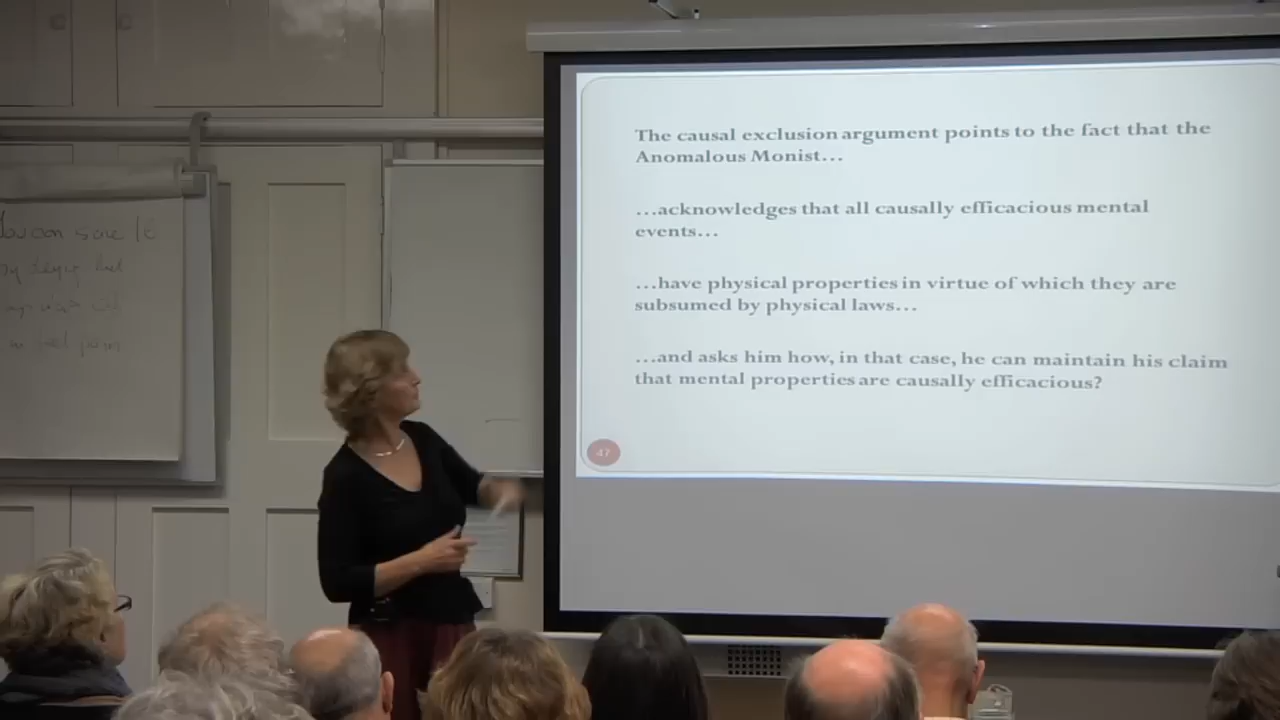 The causal exclusion argument points to the fact that the
Anomalous Monist...
...acknowledges that all causally efficacious mental
events...
...have physical properties in virtue of which they are
subsumed by physical laws...
...and asks him how, in that case, he can maintain his claim
that mental properties are causally efficacious?
47